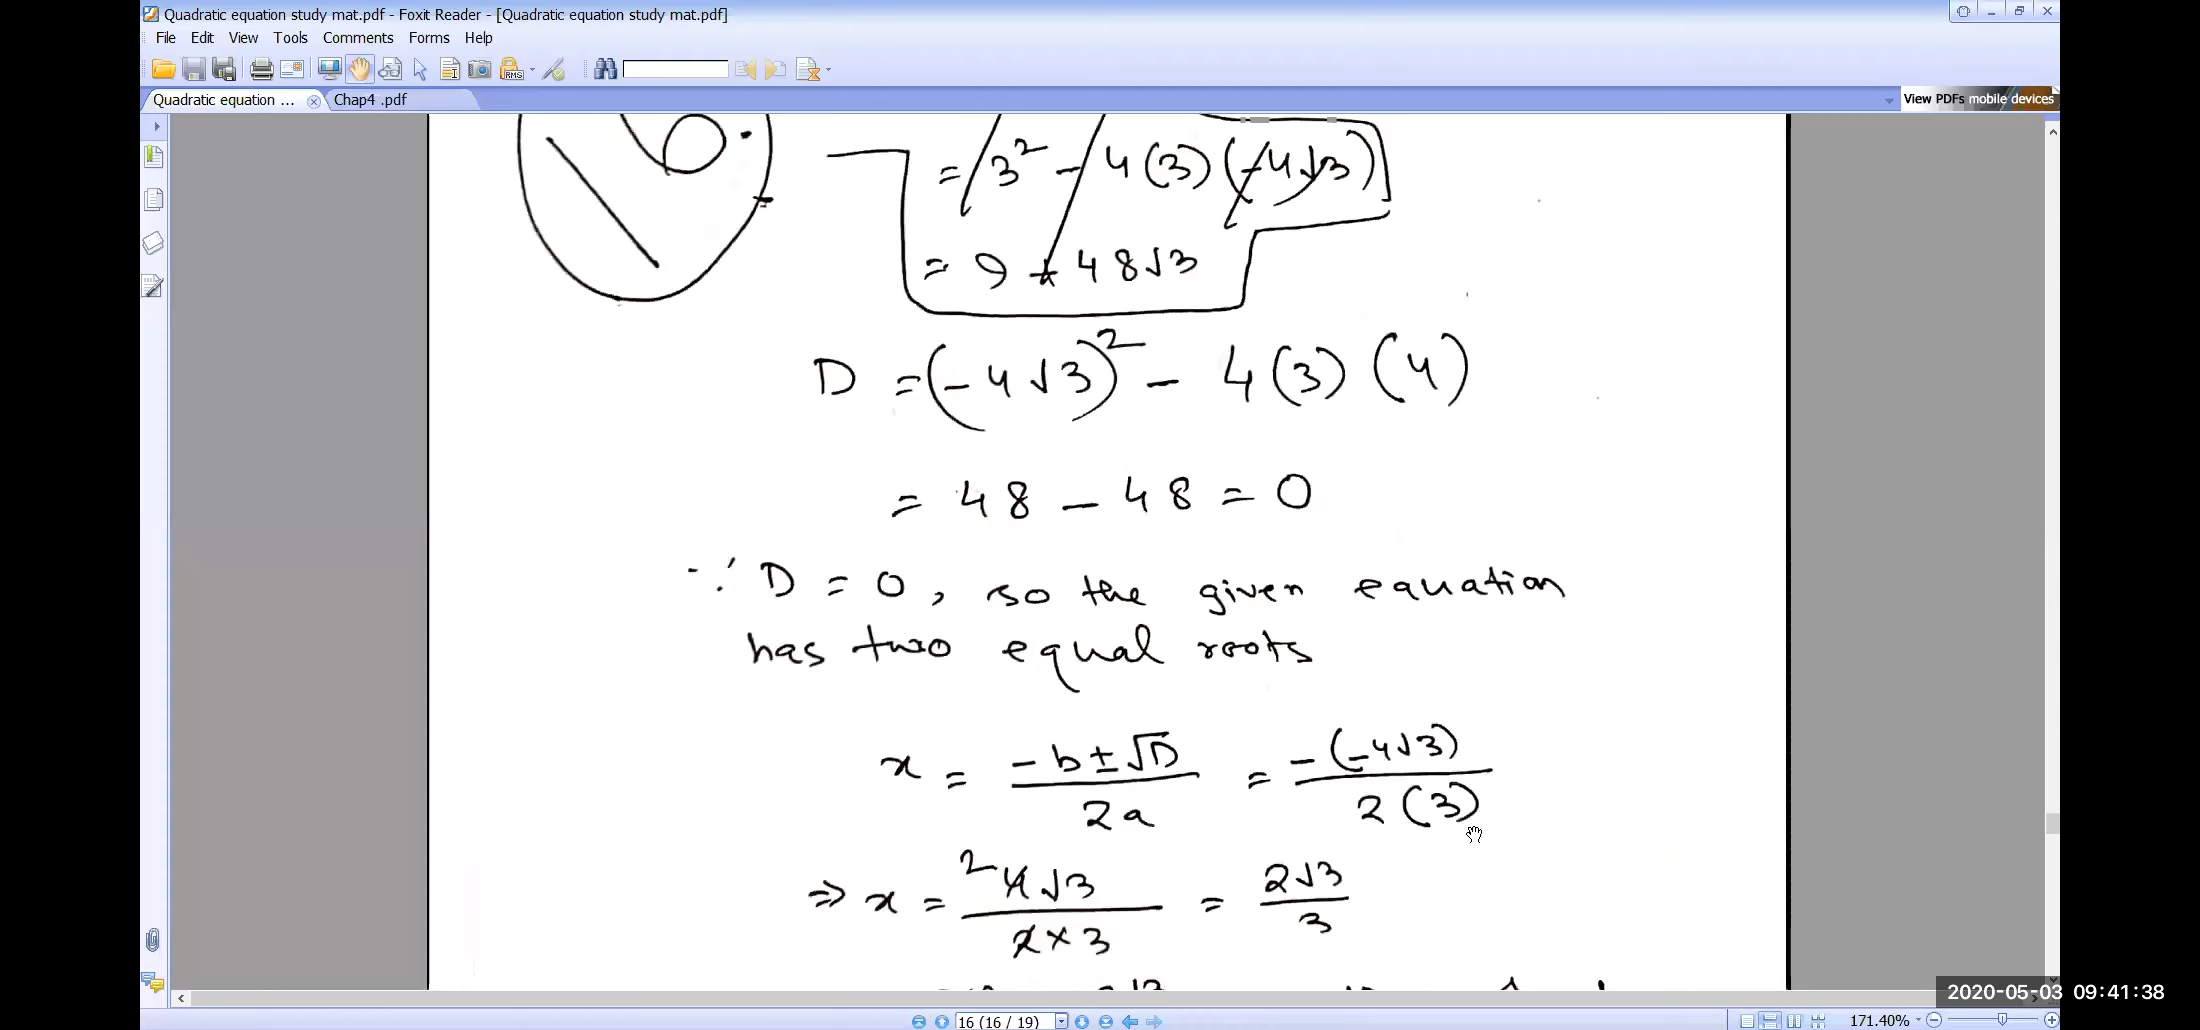 Quadratic equation study mat.pdf - Foxit Reader - [Quadratic equation study mat.pdf]
File Edit View Tools Comments Forms Help
RMS
Quadratic equation ... Chap4 .pdf
View PDFs mobile devices
= 3² - 4(3)(-4√3)
= 9 + 48√3
D = (-4√3)² - 4(3)(4)
= 48 - 48 = 0
∵ D = 0, so the given equation
has two equal roots
x = (-b ± √D)/2a = -(-4√3)/2(3)
⇒ x = ²4√3/2×3 = 2√3/3
2020-05-03 09:41:38
16 (16 / 19)
171.40%